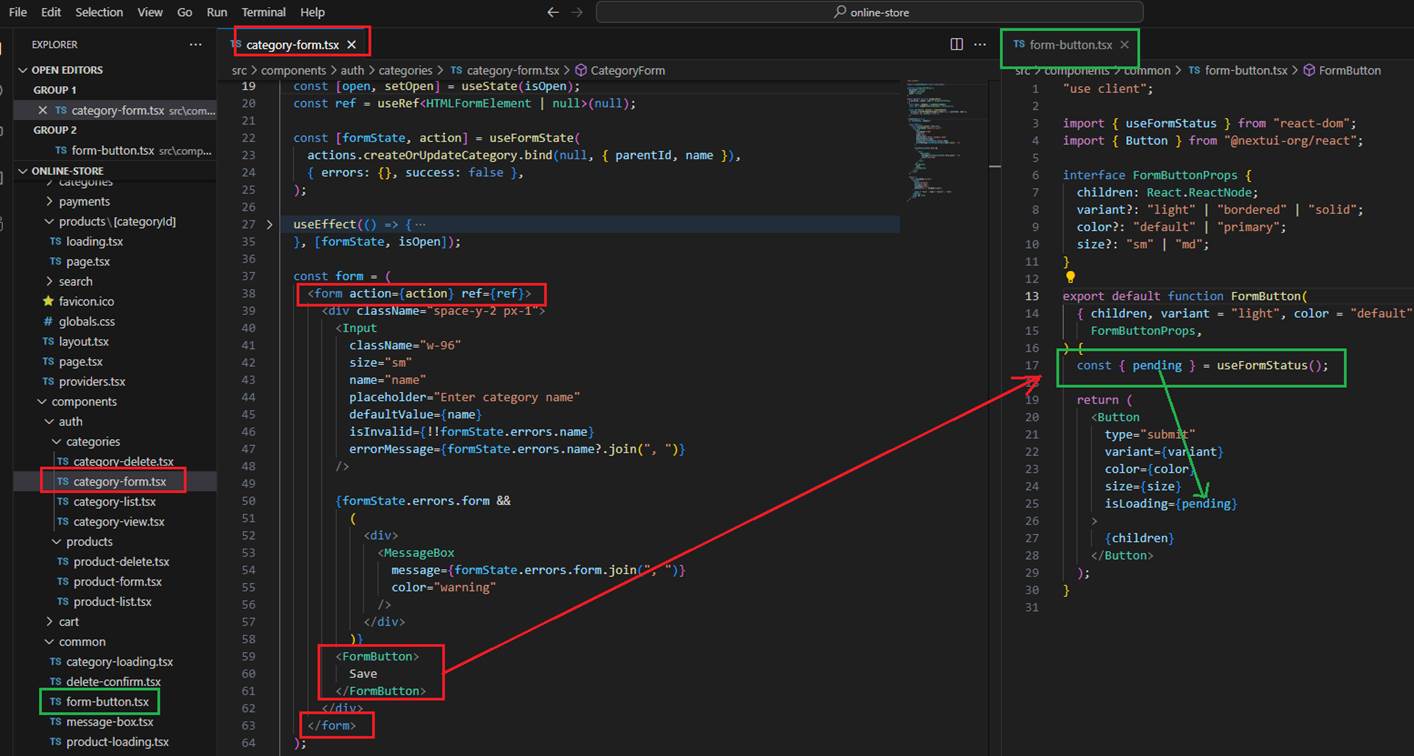 File Edit Selection View Go Run Terminal Help
online-store
EXPLORER
OPEN EDITORS
GROUP 1
TS category-form.tsx src\com...
GROUP 2
TS form-button.tsx src\comp...
ONLINE-STORE
categories
payments
products\[categoryId]
TS loading.tsx
TS page.tsx
search
favicon.ico
# globals.css
TS layout.tsx
TS page.tsx
TS providers.tsx
components
auth
categories
TS category-delete.tsx
TS category-form.tsx
TS category-list.tsx
TS category-view.tsx
products
TS product-delete.tsx
TS product-form.tsx
TS product-list.tsx
cart
common
TS category-loading.tsx
TS delete-confirm.tsx
TS form-button.tsx
TS message-box.tsx
TS product-loading.tsx
TS category-form.tsx
src > components > auth > categories > TS category-form.tsx > CategoryForm
19 const [open, setOpen] = useState(isOpen);
20 const ref = useRef<HTMLFormElement | null>(null);
21
22 const [formState, action] = useFormState(
23 actions.createOrUpdateCategory.bind(null, { parentId, name }),
24 { errors: {}, success: false },
25 );
26
27 useEffect(() => { ...
35 }, [formState, isOpen]);
36
37 const form = (
38 <form action={action} ref={ref}>
39 <div className="space-y-2 px-1">
40 <Input
41 className="w-96"
42 size="sm"
43 name="name"
44 placeholder="Enter category name"
45 defaultValue={name}
46 isInvalid={!!formState.errors.name}
47 errorMessage={formState.errors.name?.join(", ")}
48 />
49
50 {formState.errors.form &&
51 (
52 <div>
53 <MessageBox
54 message={formState.errors.form.join(", ")}
55 color="warning"
56 />
57 </div>
58 )}
59 <FormButton>
60 Save
61 </FormButton>
62 </div>
63 </form>
64 );
TS form-button.tsx
src > components > common > TS form-button.tsx > FormButton
1 "use client";
2
3 import { useFormStatus } from "react-dom";
4 import { Button } from "@nextui-org/react";
5
6 interface FormButtonProps {
7 children: React.ReactNode;
8 variant?: "light" | "bordered" | "solid";
9 color?: "default" | "primary";
10 size?: "sm" | "md";
11 }
12
13 export default function FormButton(
14 { children, variant = "light", color = "default"
15 FormButtonProps,
16 ) {
17 const { pending } = useFormStatus();
18
19 return (
20 <Button
21 type="submit"
22 variant={variant}
23 color={color}
24 size={size}
25 isLoading={pending}
26 >
27 {children}
28 </Button>
29 );
30 }
31